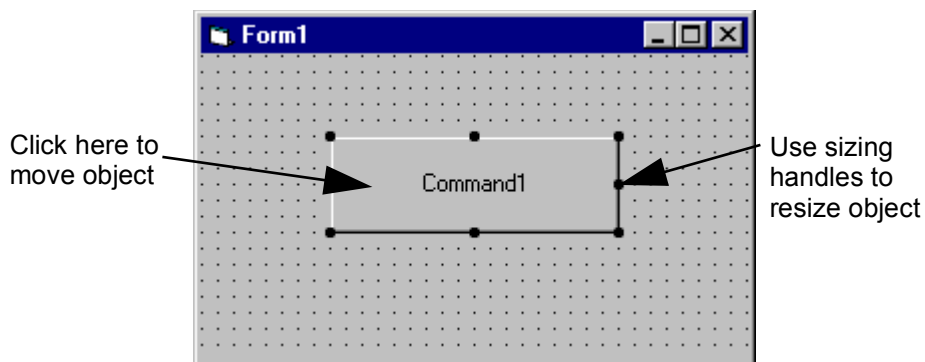 Form1
Click here to
move object
Command1
Use sizing
handles to
resize object